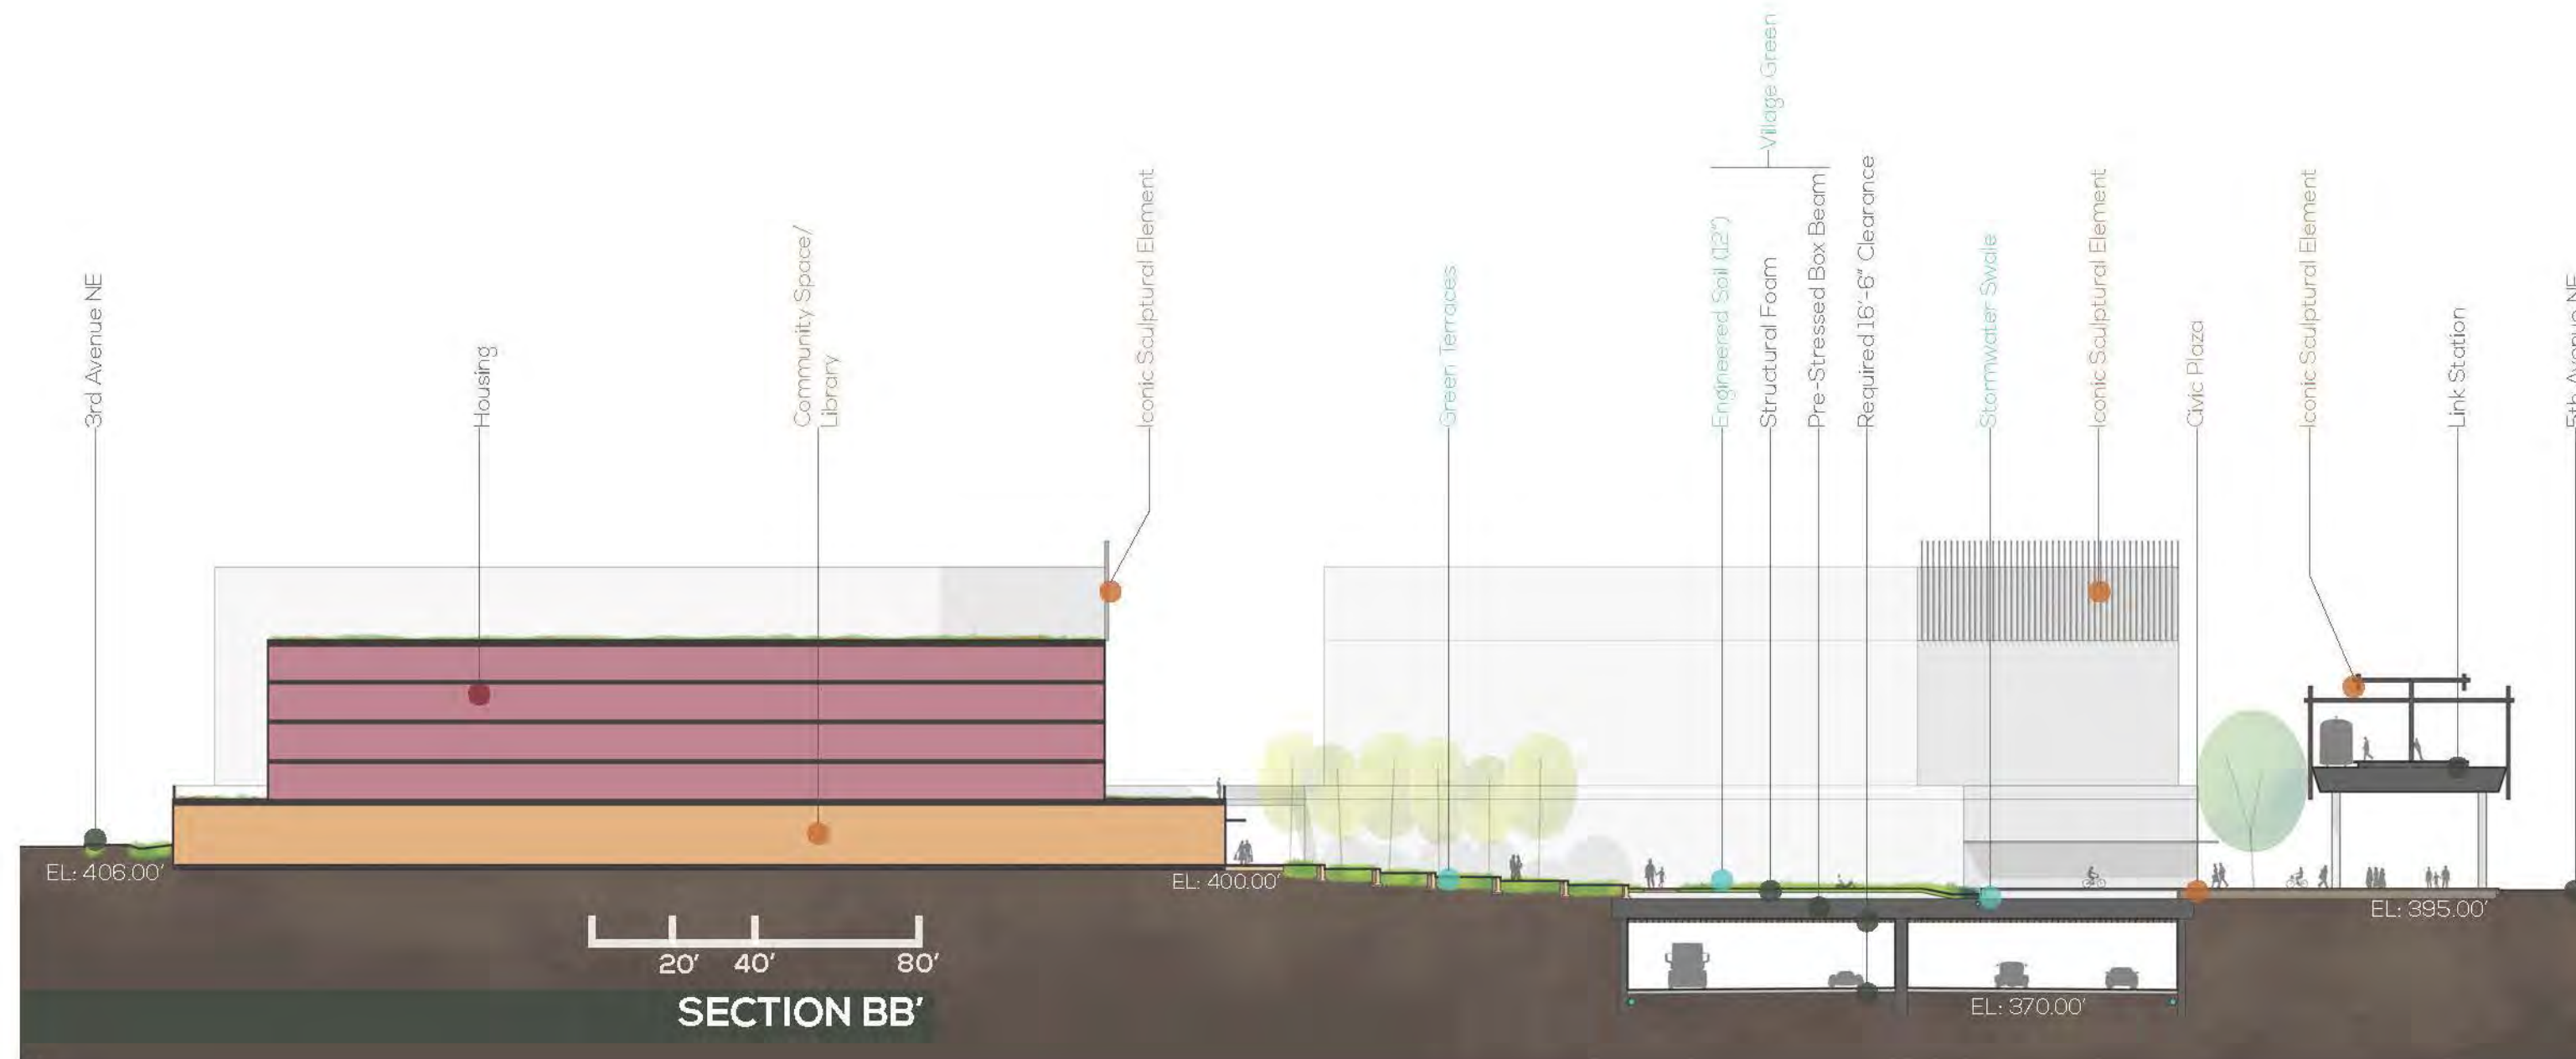 3rd Avenue NE
Housing
Community Space/
Library
Iconic Sculptural Element
Green Terraces
Village Green
Engineered Soil (12")
Structural Foam
Pre-Stressed Box Beam
Required 16'-6" Clearance
Stormwater Swale
Iconic Sculptural Element
Civic Plaza
Iconic Sculptural Element
Link Station
EL: 406.00'
EL: 400.00'
EL: 395.00'
EL: 370.00'
20' 40' 80'
SECTION BB'